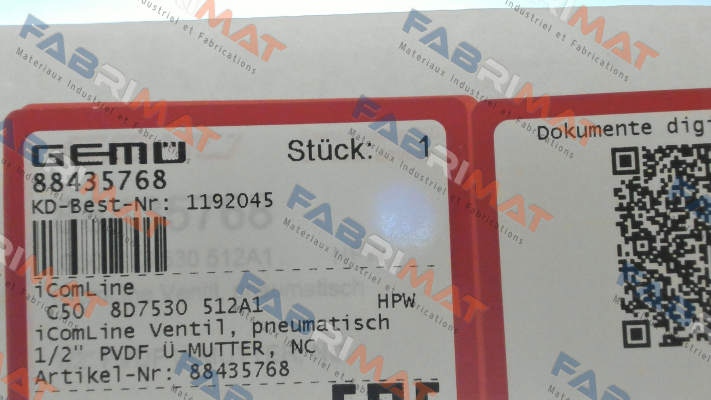 GEMÜ
Stück: 1
88435768
KD-Best-Nr: 1192045
iComLine
C50 8D7530 512A1 HPW
iComLine Ventil, pneumatisch
1/2" PVDF Ü-MUTTER, NC
Artikel-Nr: 88435768
Dokumente digi
FABRIMAT
Materiaux Industriel et Fabrications